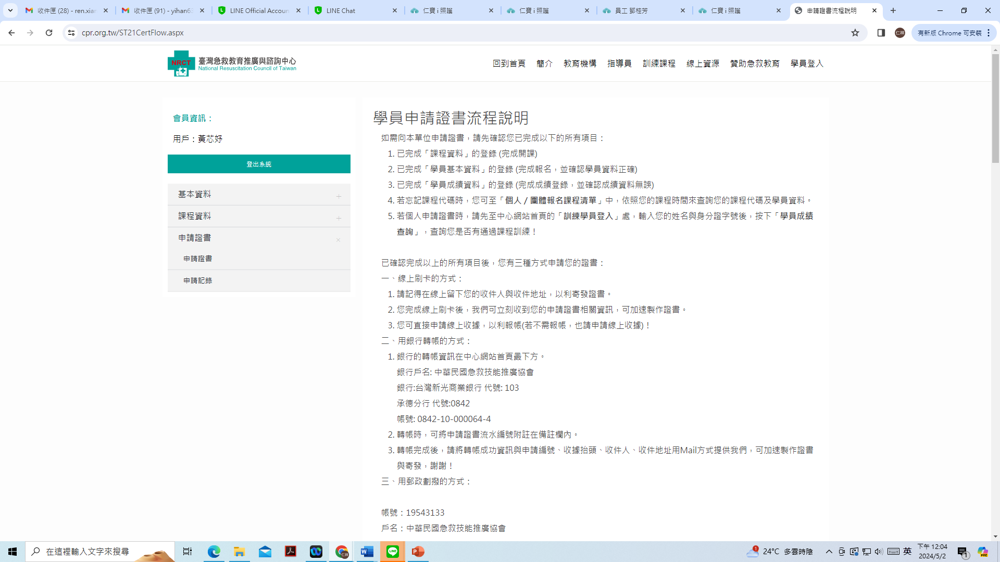 收件匣 (28) - ren.xian
收件匣 (91) - yihan63
LINE Official Accoun
LINE Chat
仁寶 i 照護
仁寶 i 照護
員工 鄧桂芳
仁寶 i 照護
申請證書流程說明
cpr.org.tw/ST21CertFlow.aspx
仁祥
有新版 Chrome 可安裝
NRCT
臺灣急救教育推廣與諮詢中心
National Resuscitation Council of Taiwan
回到首頁
簡介
教育機構
指導員
訓練課程
線上資源
贊助急救教育
學員登入
會員資訊：
用戶：黃芯妤
登出系統
基本資料
課程資料
申請證書
申請證書
申請記錄
學員申請證書流程說明
如需向本單位申請證書，請先確認您已完成以下的所有項目：
1. 已完成「課程資料」的登錄 (完成開課)
2. 已完成「學員基本資料」的登錄 (完成報名，並確認學員資料正確)
3. 已完成「學員成績資料」的登錄 (完成成績登錄，並確認成績資料無誤)
4. 若忘記課程代碼時，您可至「個人 / 團體報名課程清單」中，依照您的課程時間來查詢您的課程代碼及學員資料。
5. 若個人申請證書時，請先至中心網站首頁的「訓練學員登入」處，輸入您的姓名與身分證字號後，按下「學員成績
查詢」，查詢您是否有通過課程訓練！
已確認完成以上的所有項目後，您有三種方式申請您的證書：
一、線上刷卡的方式：
1. 請記得在線上留下您的收件人與收件地址，以利寄發證書。
2. 您完成線上刷卡後，我們可立刻收到您的申請證書相關資訊，可加速製作證書。
3. 您可直接申請線上收據，以利報帳(若不需報帳，也請申請線上收據)！
二、用銀行轉帳的方式：
1. 銀行的轉帳資訊在中心網站首頁最下方。
銀行戶名: 中華民國急救技能推廣協會
銀行:台灣新光商業銀行 代號: 103
承德分行 代號:0842
帳號: 0842-10-000064-4
2. 轉帳時，可將申請證書流水編號附註在備註欄內。
3. 轉帳完成後，請將轉帳成功資訊與申請編號、收據抬頭、收件人、收件地址用Mail方式提供我們，可加速製作證書
與寄發，謝謝！
三、用郵政劃撥的方式：
帳號：19543133
戶名：中華民國急救技能推廣協會
在這裡輸入文字來搜尋
1
24°C 多雲時陰
英
下午 12:04
2024/5/2
1
PRE